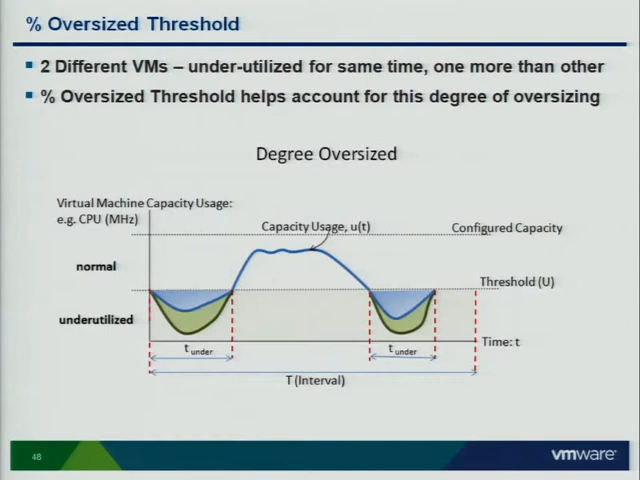 % Oversized Threshold
2 Different VMs – under-utilized for same time, one more than other
% Oversized Threshold helps account for this degree of oversizing
Degree Oversized
Virtual Machine Capacity Usage:
e.g. CPU (MHz)
Capacity Usage, u(t)
Configured Capacity
normal
Threshold (U)
underutilized
Time: t
t under
t under
T (Interval)
48
vmware